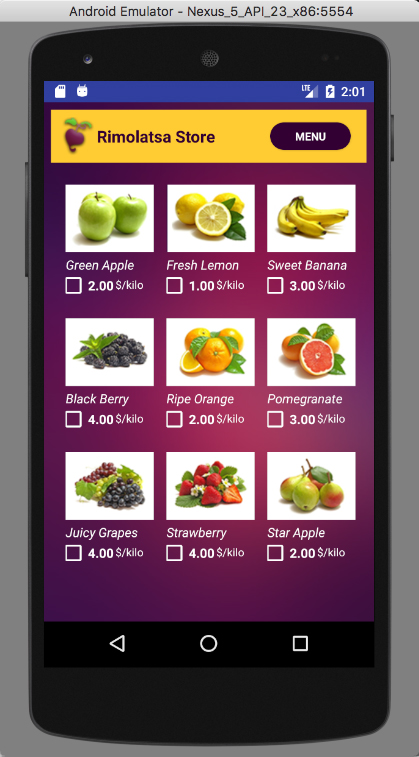 Android Emulator - Nexus_5_API_23_x86:5554
LTE 2:01
Rimolatsa Store MENU
Green Apple Fresh Lemon Sweet Banana
2.00 $/kilo 1.00 $/kilo 3.00 $/kilo
Black Berry Ripe Orange Pomegranate
4.00 $/kilo 2.00 $/kilo 3.00 $/kilo
Juicy Grapes Strawberry Star Apple
4.00 $/kilo 4.00 $/kilo 2.00 $/kilo